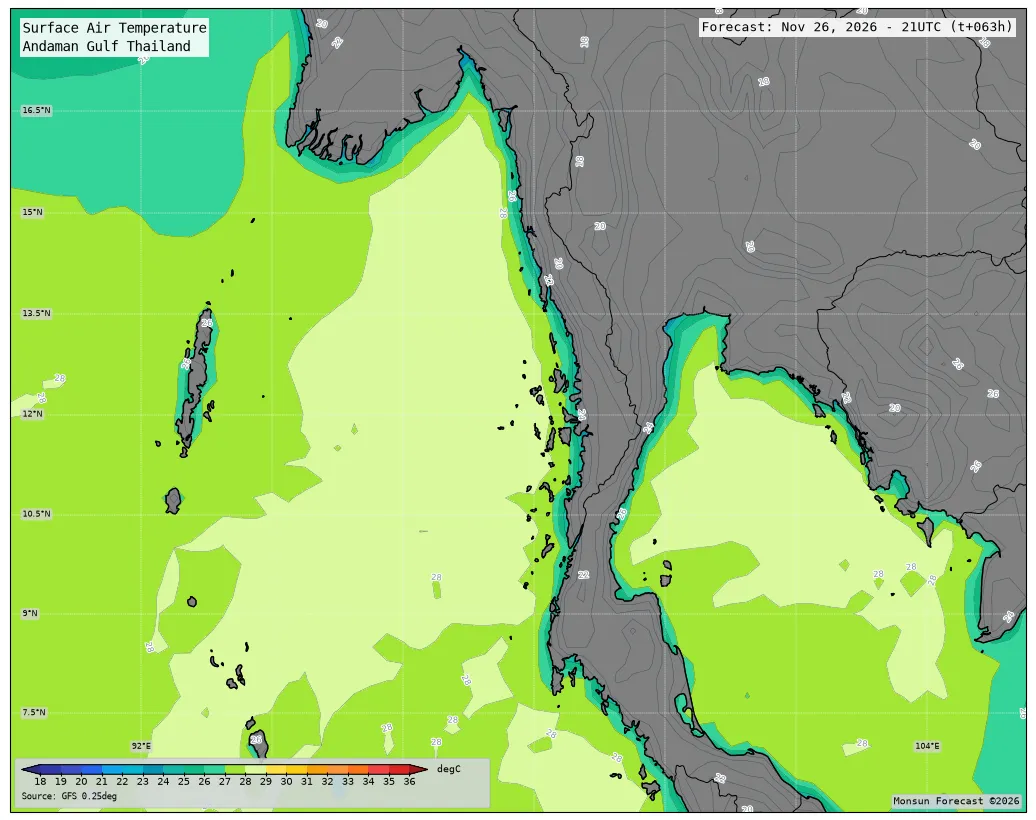 Surface Air Temperature
Andaman Gulf Thailand
Forecast: Nov 26, 2026 - 21UTC (t+063h)
16.5°N
15°N
13.5°N
12°N
10.5°N
9°N
7.5°N
92°E
104°E
18 19 20 21 22 23 24 25 26 27 28 29 30 31 32 33 34 35 36 degC
Source: GFS 0.25deg
Monsun Forecast ©2026